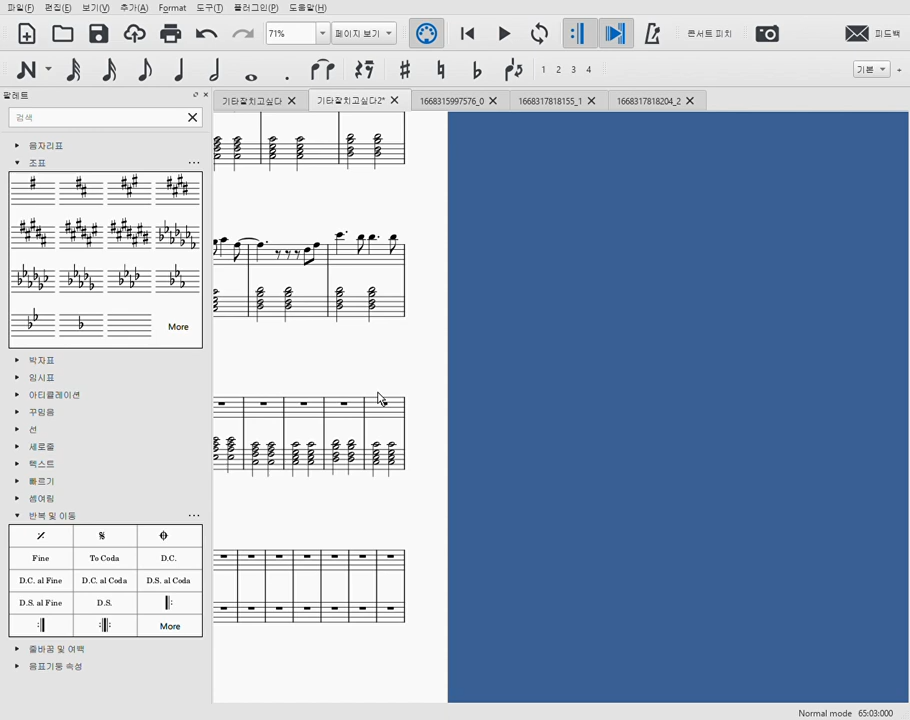 파일(F) 편집(E) 보기(V) 추가(A) Format 도구(T) 플러그인(P) 도움말(H)
71% 페이지 보기 콘서트 피치 피드백
1 2 3 4 기본 +
팔레트
기타잘치고싶다 기타잘치고싶다2* 1668315997576_0 1668317818155_1 1668317818204_2
검색
음자리표
조표
More
박자표
임시표
아티큘레이션
꾸밈음
선
세로줄
텍스트
빠르기
셈여림
반복 및 이동
Fine To Coda D.C.
D.C. al Fine D.C. al Coda D.S. al Coda
D.S. al Fine D.S.
More
줄바꿈 및 여백
음표기둥 속성
Normal mode 65:03:000